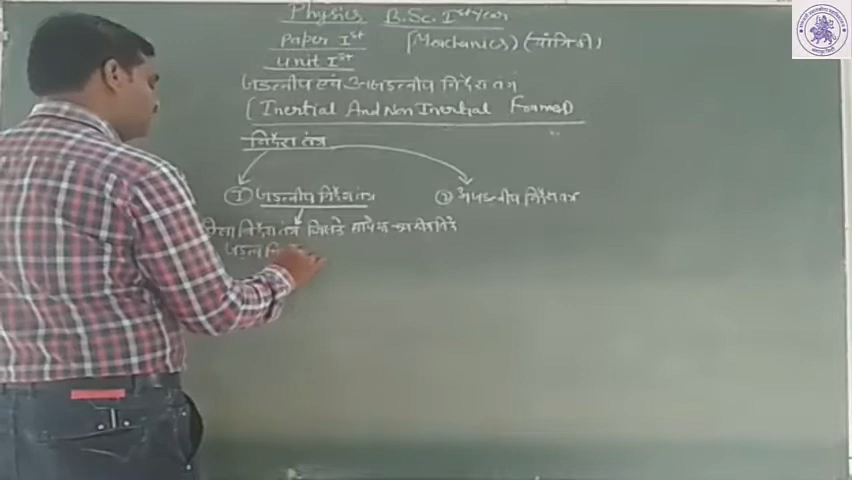 Physics B.Sc. Ist year
Paper Ist (Mechanics) (यांत्रिकी)
Unit Ist
जड़त्वीय एवं अजड़त्वीय निर्देश तंत्र
(Inertial And Non Inertial Frames)
निर्देश तंत्र
① जड़त्वीय निर्देश तंत्र ② अजड़त्वीय निर्देश तंत्र
ऐसा निर्देश तंत्र जिसके सापेक्ष
जड़त्व नि